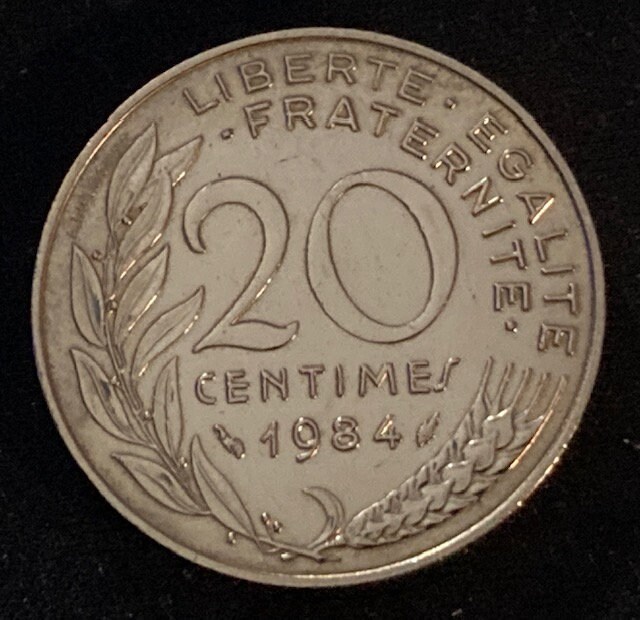 LIBERTE · EGALITE
· FRATERNITE ·
20
CENTIMES
1984